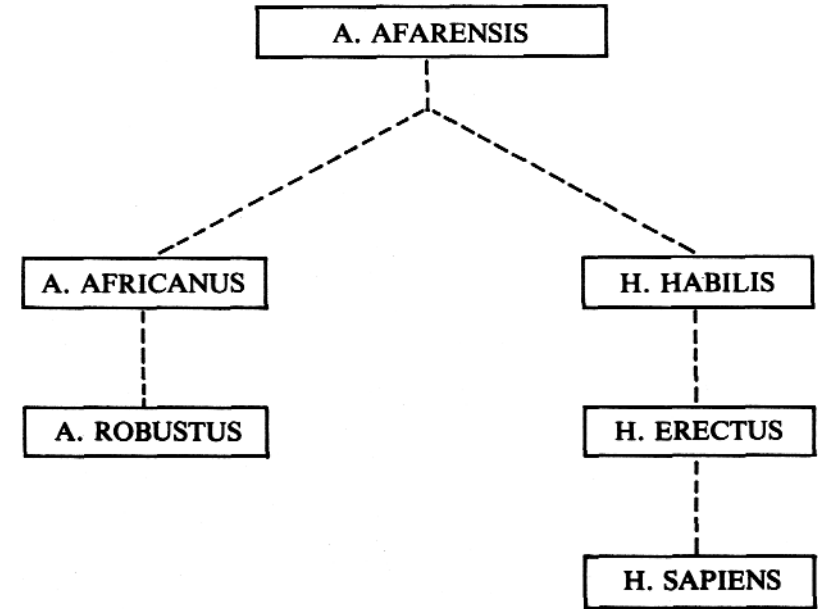 A. AFARENSIS
A. AFRICANUS
H. HABILIS
A. ROBUSTUS
H. ERECTUS
H. SAPIENS